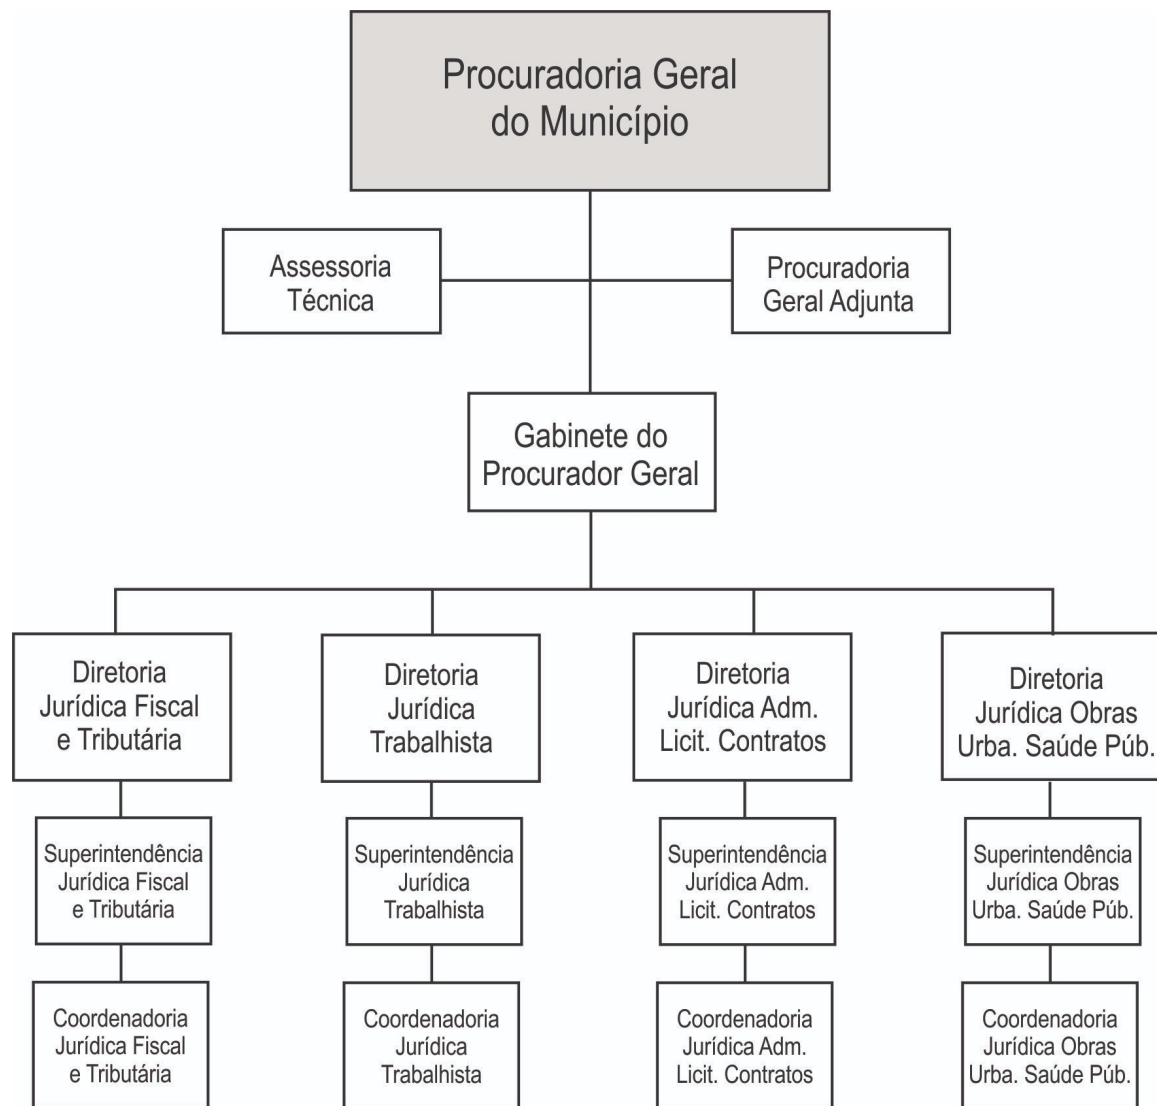 Procuradoria Geral
do Município
Assessoria
Técnica
Procuradoria
Geral Adjunta
Gabinete do
Procurador Geral
Diretoria
Jurídica Fiscal
e Tributária
Diretoria
Jurídica
Trabalhista
Diretoria
Jurídica Adm.
Licit. Contratos
Diretoria
Jurídica Obras
Urba. Saúde Púb.
Superintendência
Jurídica Fiscal
e Tributária
Superintendência
Jurídica
Trabalhista
Superintendência
Jurídica Adm.
Licit. Contratos
Superintendência
Jurídica Obras
Urba. Saúde Púb.
Coordenadoria
Jurídica Fiscal
e Tributária
Coordenadoria
Jurídica
Trabalhista
Coordenadoria
Jurídica Adm.
Licit. Contratos
Coordenadoria
Jurídica Obras
Urba. Saúde Púb.